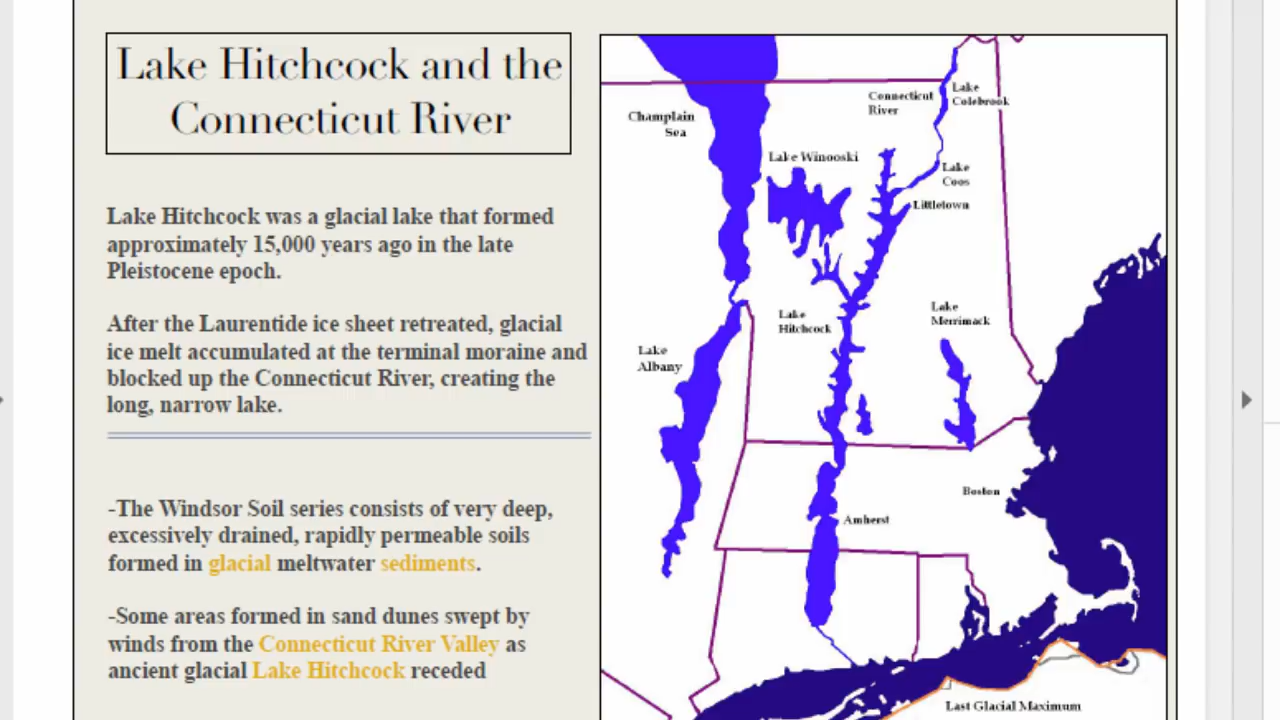 Lake Hitchcock and the
Connecticut River
Lake Hitchcock was a glacial lake that formed
approximately 15,000 years ago in the late
Pleistocene epoch.
After the Laurentide ice sheet retreated, glacial
ice melt accumulated at the terminal moraine and
blocked up the Connecticut River, creating the
long, narrow lake.
-The Windsor Soil series consists of very deep,
excessively drained, rapidly permeable soils
formed in glacial meltwater sediments.
-Some areas formed in sand dunes swept by
winds from the Connecticut River Valley as
ancient glacial Lake Hitchcock receded
Champlain
Sea
Connecticut
River
Lake
Colebrook
Lake Winooski
Lake
Coos
Littletown
Lake
Hitchcock
Lake
Merrimack
Lake
Albany
Boston
Amherst
Last Glacial Maximum